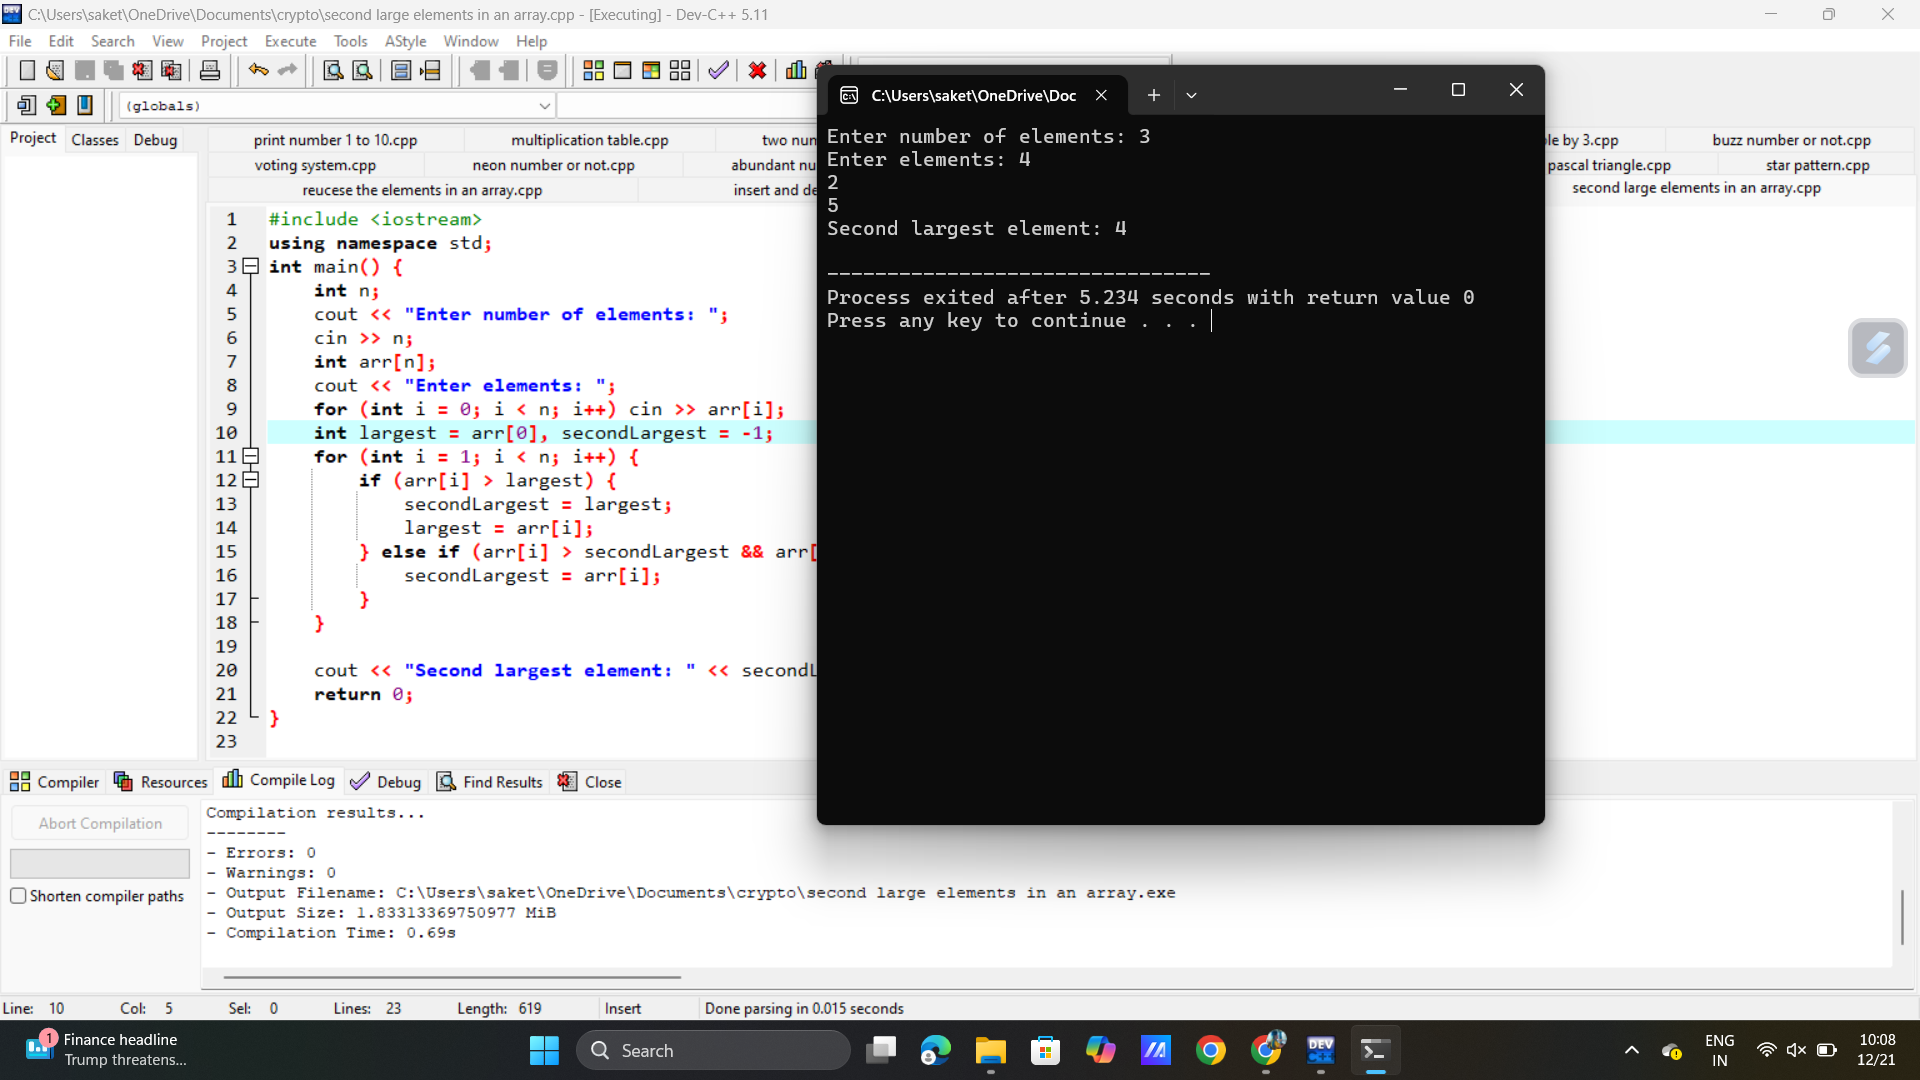 C:\Users\saket\OneDrive\Documents\crypto\second large elements in an array.cpp - [Executing] - Dev-C++ 5.11
File Edit Search View Project Execute Tools AStyle Window Help
(globals)
Project Classes Debug
print number 1 to 10.cpp multiplication table.cpp two num le by 3.cpp buzz number or not.cpp
voting system.cpp neon number or not.cpp abundant nu pascal triangle.cpp star pattern.cpp
reucese the elements in an array.cpp insert and de second large elements in an array.cpp
1 #include <iostream>
2 using namespace std;
3 int main() {
4 int n;
5 cout << "Enter number of elements: ";
6 cin >> n;
7 int arr[n];
8 cout << "Enter elements: ";
9 for (int i = 0; i < n; i++) cin >> arr[i];
10 int largest = arr[0], secondLargest = -1;
11 for (int i = 1; i < n; i++) {
12 if (arr[i] > largest) {
13 secondLargest = largest;
14 largest = arr[i];
15 } else if (arr[i] > secondLargest && arr[
16 secondLargest = arr[i];
17 }
18 }
19
20 cout << "Second largest element: " << secondL
21 return 0;
22 }
23
C:\Users\saket\OneDrive\Doc
Enter number of elements: 3
Enter elements: 4
2
5
Second largest element: 4
--------------------------------
Process exited after 5.234 seconds with return value 0
Press any key to continue . . .
Compiler Resources Compile Log Debug Find Results Close
Abort Compilation
Shorten compiler paths
Compilation results...
--------
- Errors: 0
- Warnings: 0
- Output Filename: C:\Users\saket\OneDrive\Documents\crypto\second large elements in an array.exe
- Output Size: 1.83313369750977 MiB
- Compilation Time: 0.69s
Line: 10 Col: 5 Sel: 0 Lines: 23 Length: 619 Insert Done parsing in 0.015 seconds
1
Finance headline
Trump threatens...
Search
DEV
ENG
IN
10:08
12/21